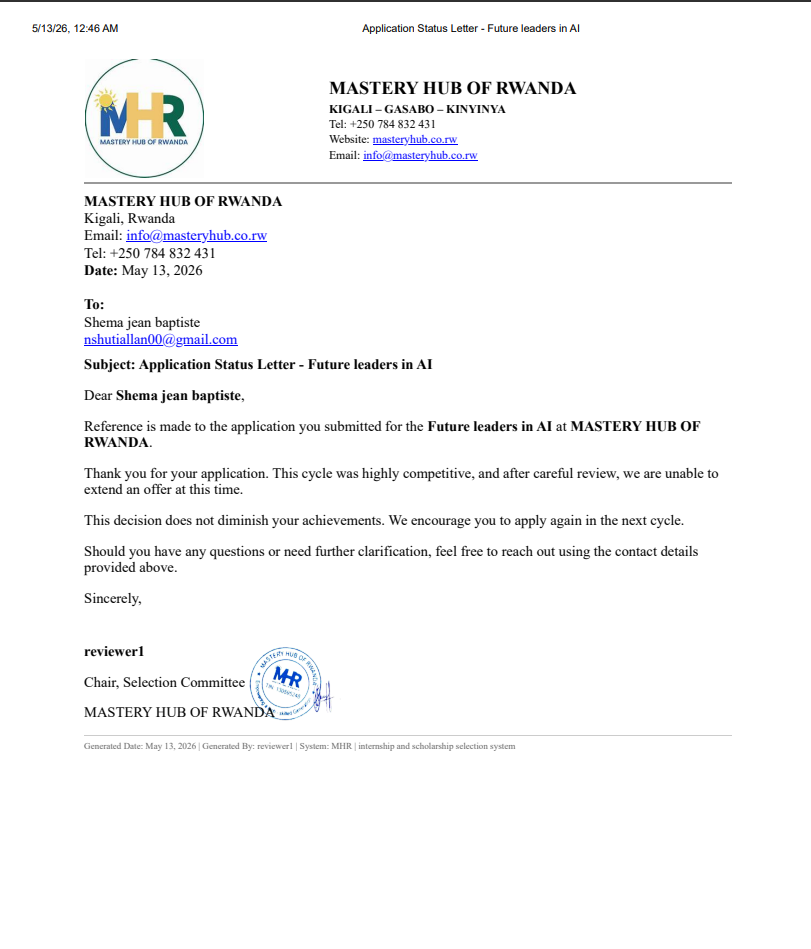 5/13/26, 12:46 AM Application Status Letter - Future leaders in AI
MHR
MASTERY HUB OF RWANDA
MASTERY HUB OF RWANDA
KIGALI – GASABO – KINYINYA
Tel: +250 784 832 431
Website: masteryhub.co.rw
Email: info@masteryhub.co.rw
MASTERY HUB OF RWANDA
Kigali, Rwanda
Email: info@masteryhub.co.rw
Tel: +250 784 832 431
Date: May 13, 2026
To:
Shema jean baptiste
nshutiallan00@gmail.com
Subject: Application Status Letter - Future leaders in AI
Dear Shema jean baptiste,
Reference is made to the application you submitted for the Future leaders in AI at MASTERY HUB OF
RWANDA.
Thank you for your application. This cycle was highly competitive, and after careful review, we are unable to
extend an offer at this time.
This decision does not diminish your achievements. We encourage you to apply again in the next cycle.
Should you have any questions or need further clarification, feel free to reach out using the contact details
provided above.
Sincerely,
reviewer1
Chair, Selection Committee
MASTERY HUB OF RWANDA
MASTERY HUB OF RWANDA
MHR
Generated Date: May 13, 2026 | Generated By: reviewer1 | System: MHR | internship and scholarship selection system